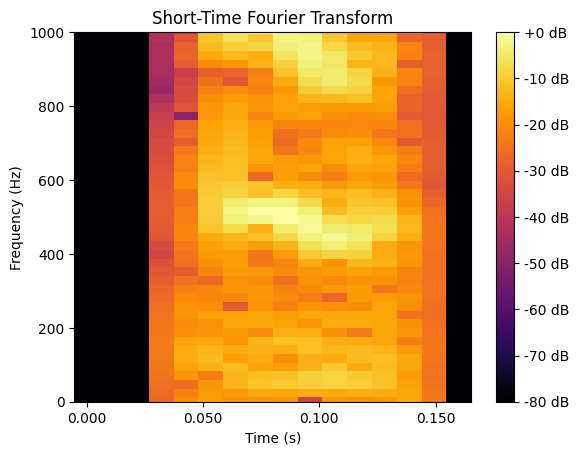 Short-Time Fourier Transform
1000
800
600
400
200
0
Frequency (Hz)
0.000
0.050
0.100
0.150
Time (s)
+0 dB
-10 dB
-20 dB
-30 dB
-40 dB
-50 dB
-60 dB
-70 dB
-80 dB